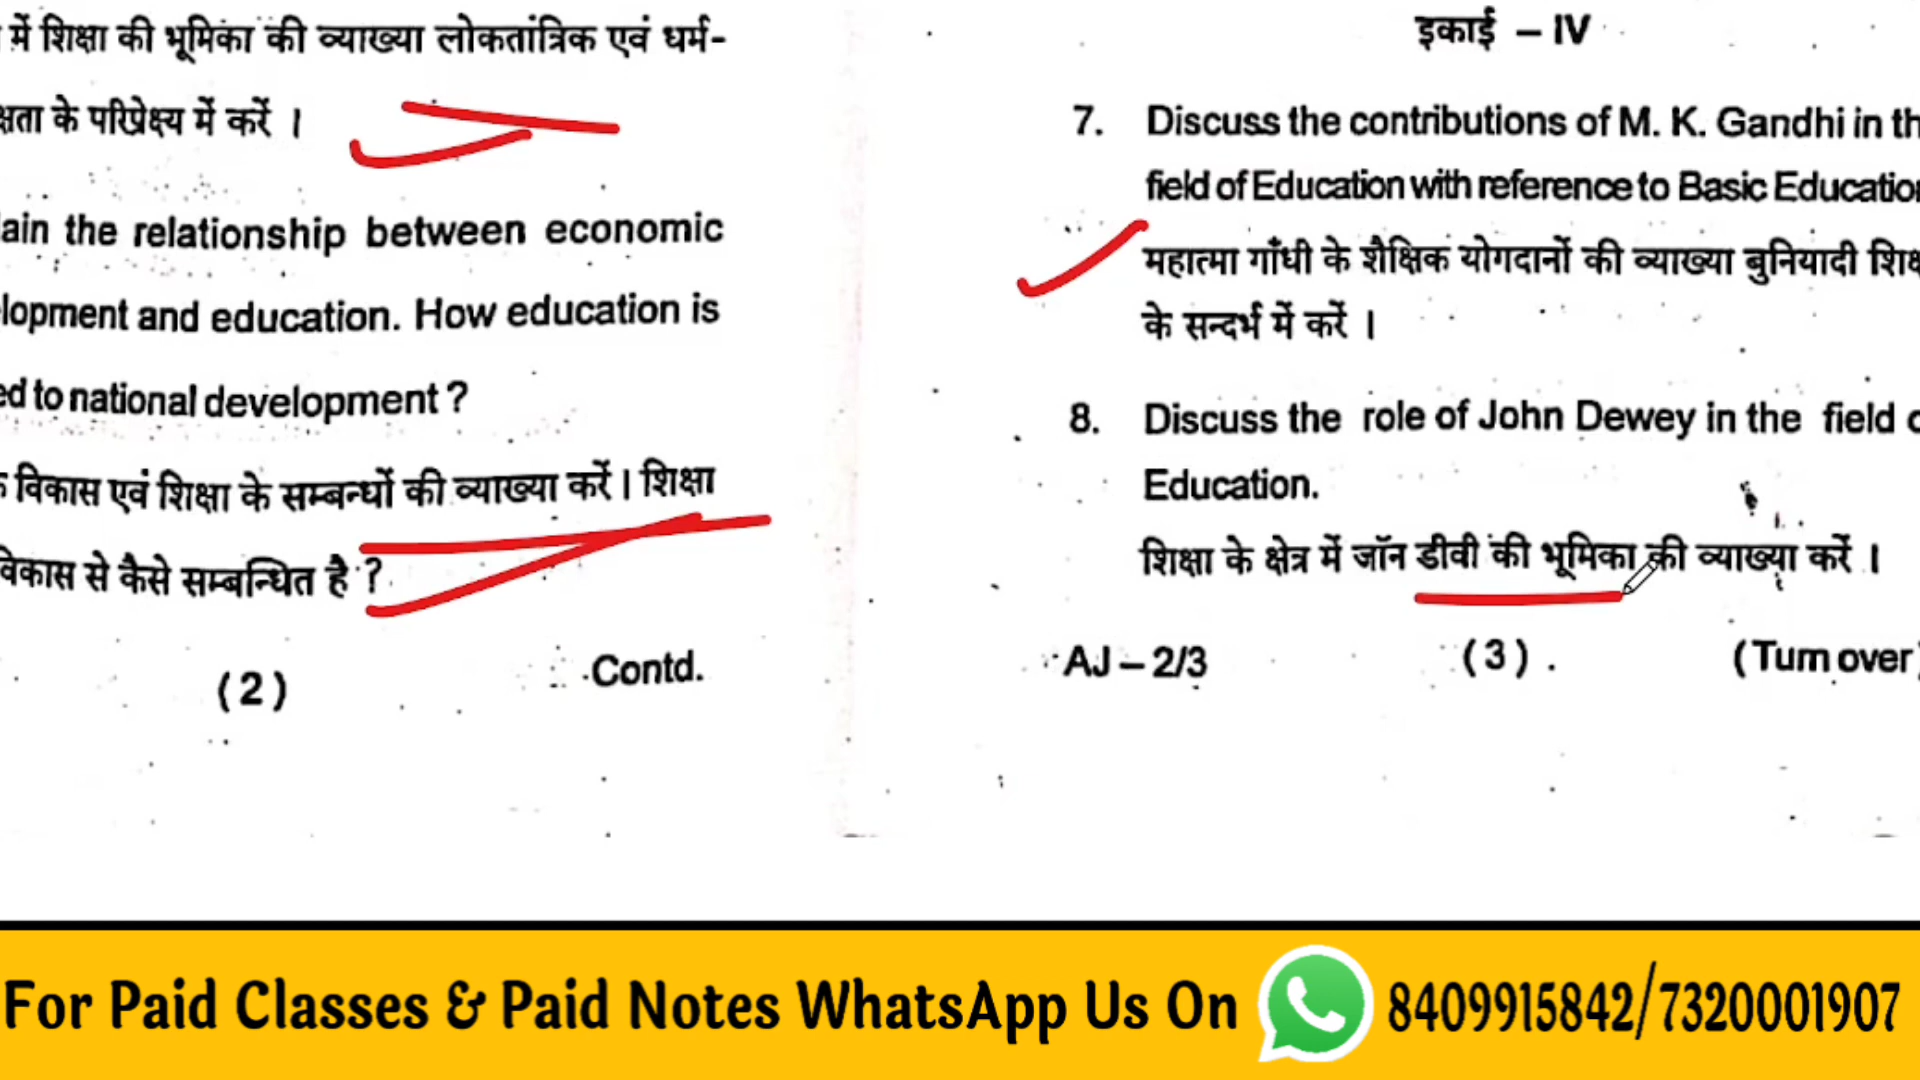 में शिक्षा की भूमिका की व्याख्या लोकतांत्रिक एवं धर्म-
क्षता के परिप्रेक्ष्य में करें ।
ain the relationship between economic
lopment and education. How education is
ed to national development ?
विकास एवं शिक्षा के सम्बन्धों की व्याख्या करें । शिक्षा
विकास से कैसे सम्बन्धित है ?
(2)
Contd.
इकाई – IV
7. Discuss the contributions of M. K. Gandhi in th
field of Education with reference to Basic Education
महात्मा गाँधी के शैक्षिक योगदानों की व्याख्या बुनियादी शिक्ष
के सन्दर्भ में करें ।
8. Discuss the role of John Dewey in the field o
Education.
शिक्षा के क्षेत्र में जॉन डीवी की भूमिका की व्याख्या करें ।
AJ – 2/3
(3)
(Turn over)
For Paid Classes & Paid Notes WhatsApp Us On 8409915842/7320001907